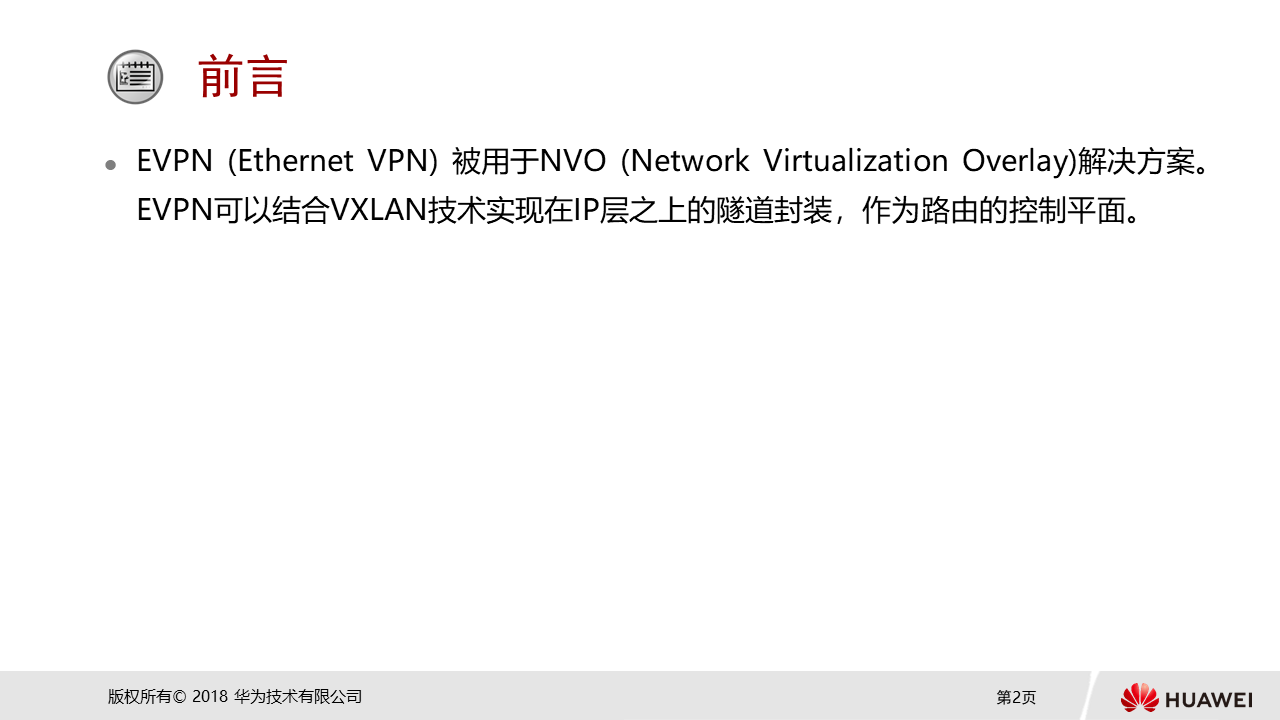 前言
EVPN (Ethernet VPN) 被用于NVO (Network Virtualization Overlay)解决方案。
EVPN可以结合VXLAN技术实现在IP层之上的隧道封装，作为路由的控制平面。
版权所有© 2018 华为技术有限公司
第2页
HUAWEI